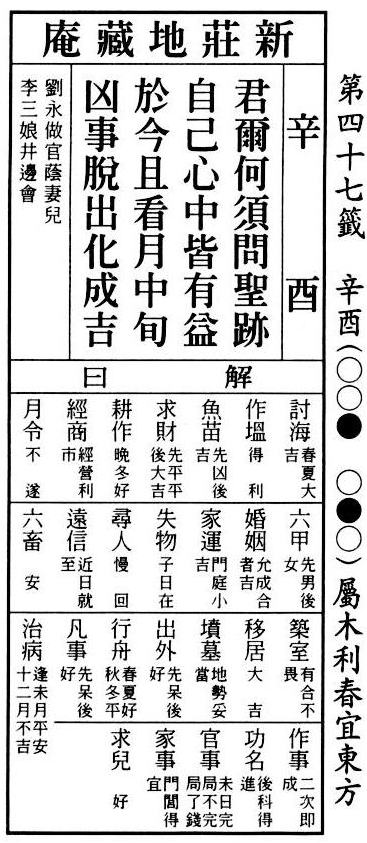 第四十七籤 辛酉(○○● ○●○)屬木利春宜東方
新莊地藏庵
辛酉
君爾何須問聖跡
自己心中皆有益
於今且看月中旬
凶事脫出化成吉
劉永做官蔭妻兒
李三娘井邊會
解曰
討海 春夏大吉
作塭 得利
魚苗 先凶後吉
求財 先平平後大吉
耕作 晚冬好
經商 經營利市
月令 不遂
六甲 先男後女
婚姻 允成合者吉
家運 門庭小吉
失物 子日在
尋人 慢回
遠信 近日就至
六畜 安
築室 有合不畏
移居 大吉
墳墓 地勢妥當
出外 先呆後好
行舟 春夏好秋冬平
凡事 先呆後好
治病 逢未月平安十二月不吉
作事 二次即成
功名 後科得進
官事 未日完局不完局了錢
家事 門閭得宜
求兒 好